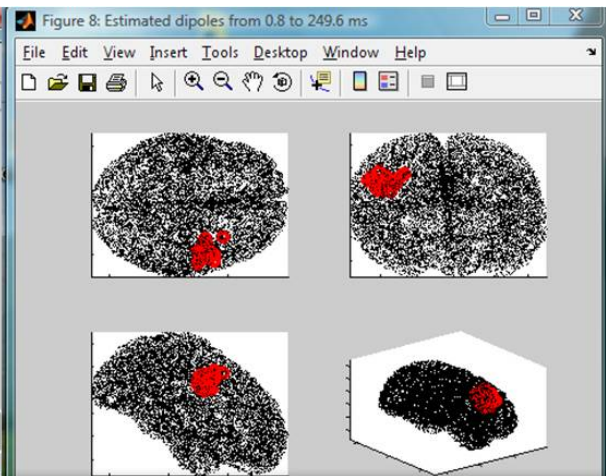 Figure 8: Estimated dipoles from 0.8 to 249.6 ms
File Edit View Insert Tools Desktop Window Help